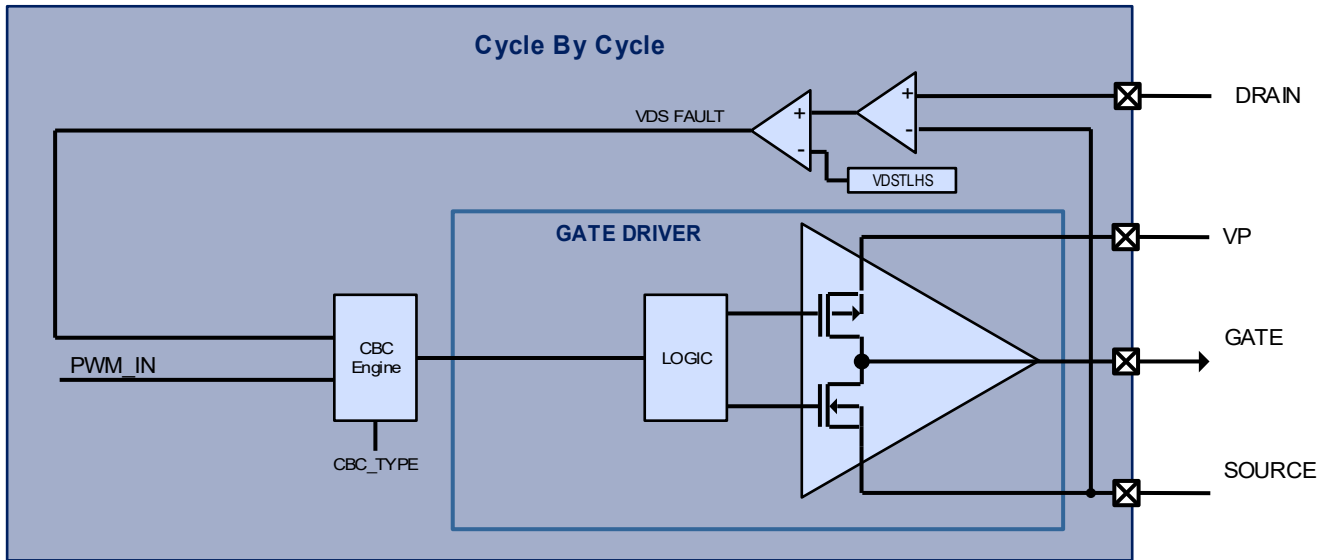 Cycle By Cycle
DRAIN
+
-
+
-
VDS FAULT
VDSTLHS
GATE DRIVER
VP
CBC
Engine
LOGIC
GATE
PWM_IN
CBC_TYPE
SOURCE